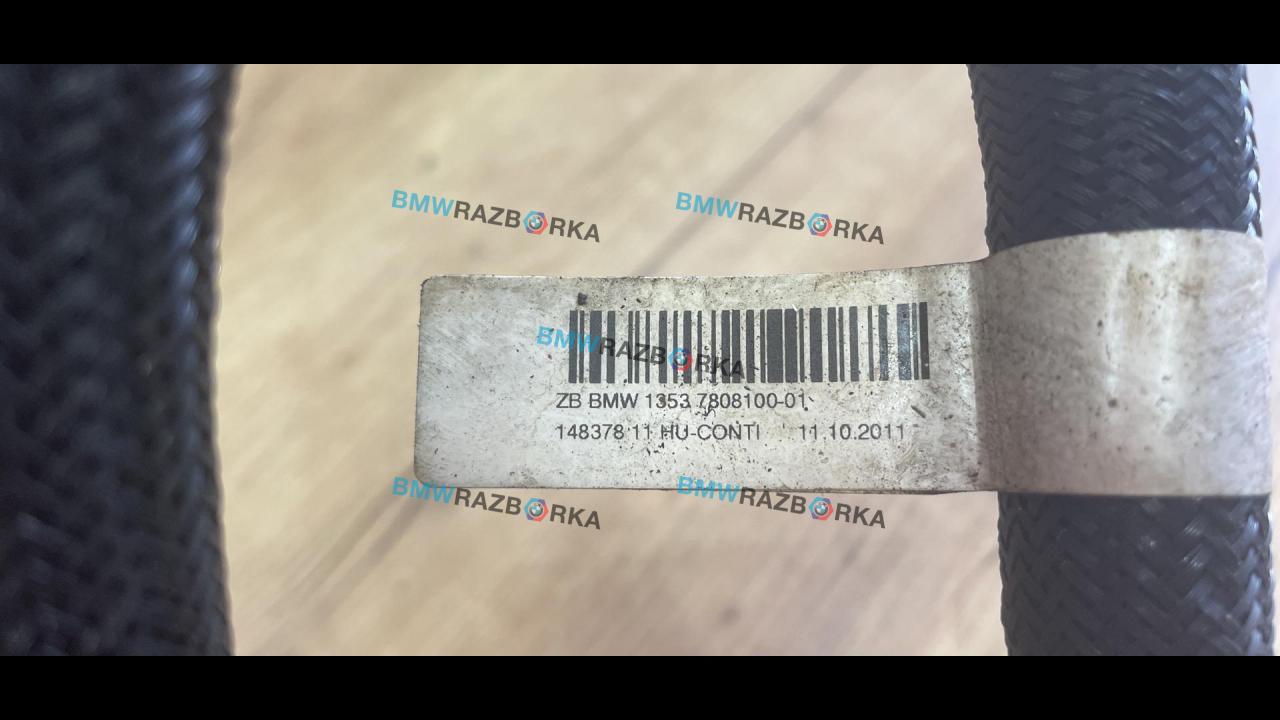 BMWRAZBORKA BMWRAZBORKA
BMWRAZBORKA
ZB BMW 1353 7808100-01
148378 11 HU-CONTI 11.10.2011
BMWRAZBORKA BMWRAZBORKA